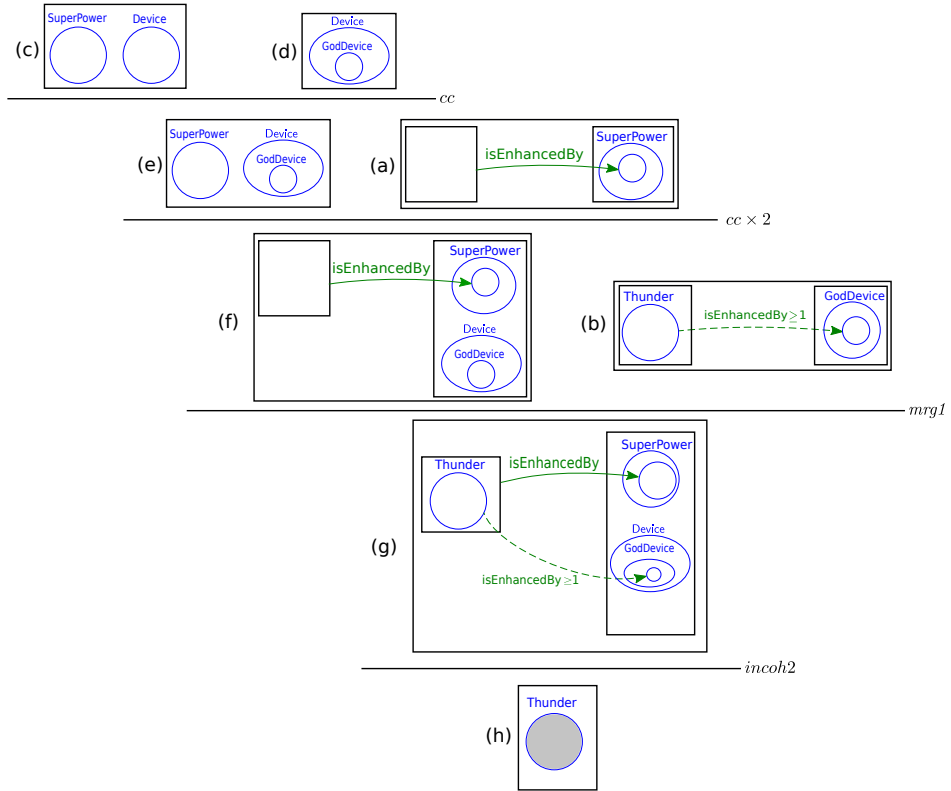 SuperPower Device
(c)
Device
(d) GodDevice
cc
SuperPower Device
(e) GodDevice
(a) SuperPower
isEnhancedBy
cc × 2
SuperPower
isEnhancedBy
(f)
Device
GodDevice
Thunder GodDevice
(b) isEnhancedBy≥1
mrg1
SuperPower
Thunder isEnhancedBy
Device
(g) GodDevice
isEnhancedBy≥1
incoh2
Thunder
(h)